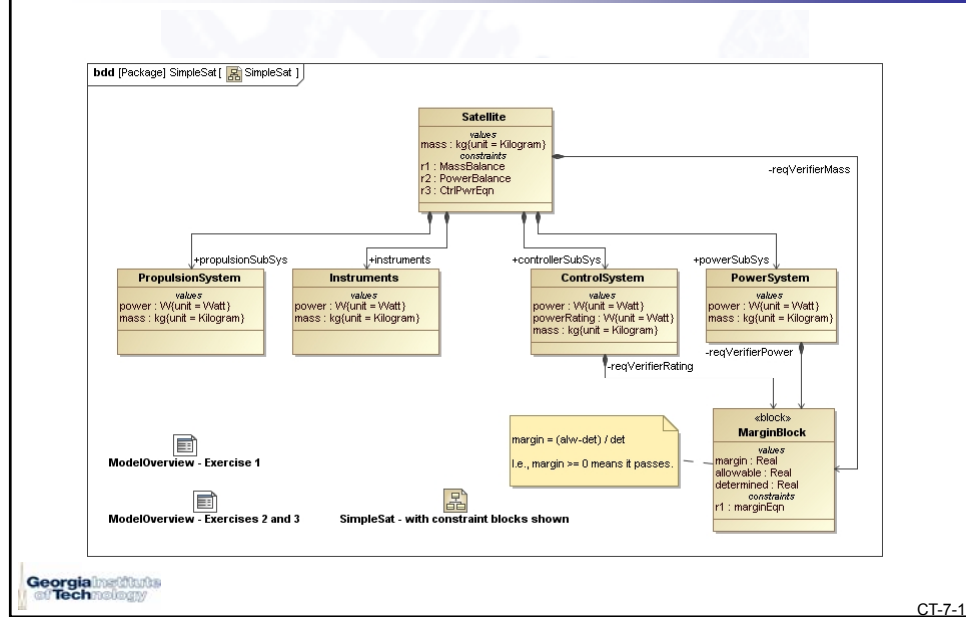 bdd [Package] SimpleSat [ SimpleSat ]
Satellite
values
mass : kg{unit = Kilogram}
constraints
r1 : MassBalance
r2 : PowerBalance
r3 : CtrlPwrEqn
-reqVerifierMass
+propulsionSubSys
+instruments
+controllerSubSys
+powerSubSys
PropulsionSystem
values
power : W{unit = Watt}
mass : kg{unit = Kilogram}
Instruments
values
power : W{unit = Watt}
mass : kg{unit = Kilogram}
ControlSystem
values
power : W{unit = Watt}
powerRating : W{unit = Watt}
mass : kg{unit = Kilogram}
PowerSystem
values
power : W{unit = Watt}
mass : kg{unit = Kilogram}
-reqVerifierPower
-reqVerifierRating
margin = (alw-det) / det
I.e., margin >= 0 means it passes.
«block»
MarginBlock
values
margin : Real
allowable : Real
determined : Real
constraints
r1 : marginEqn
ModelOverview - Exercise 1
ModelOverview - Exercises 2 and 3
SimpleSat - with constraint blocks shown
Georgia Institute
of Technology
CT-7-1